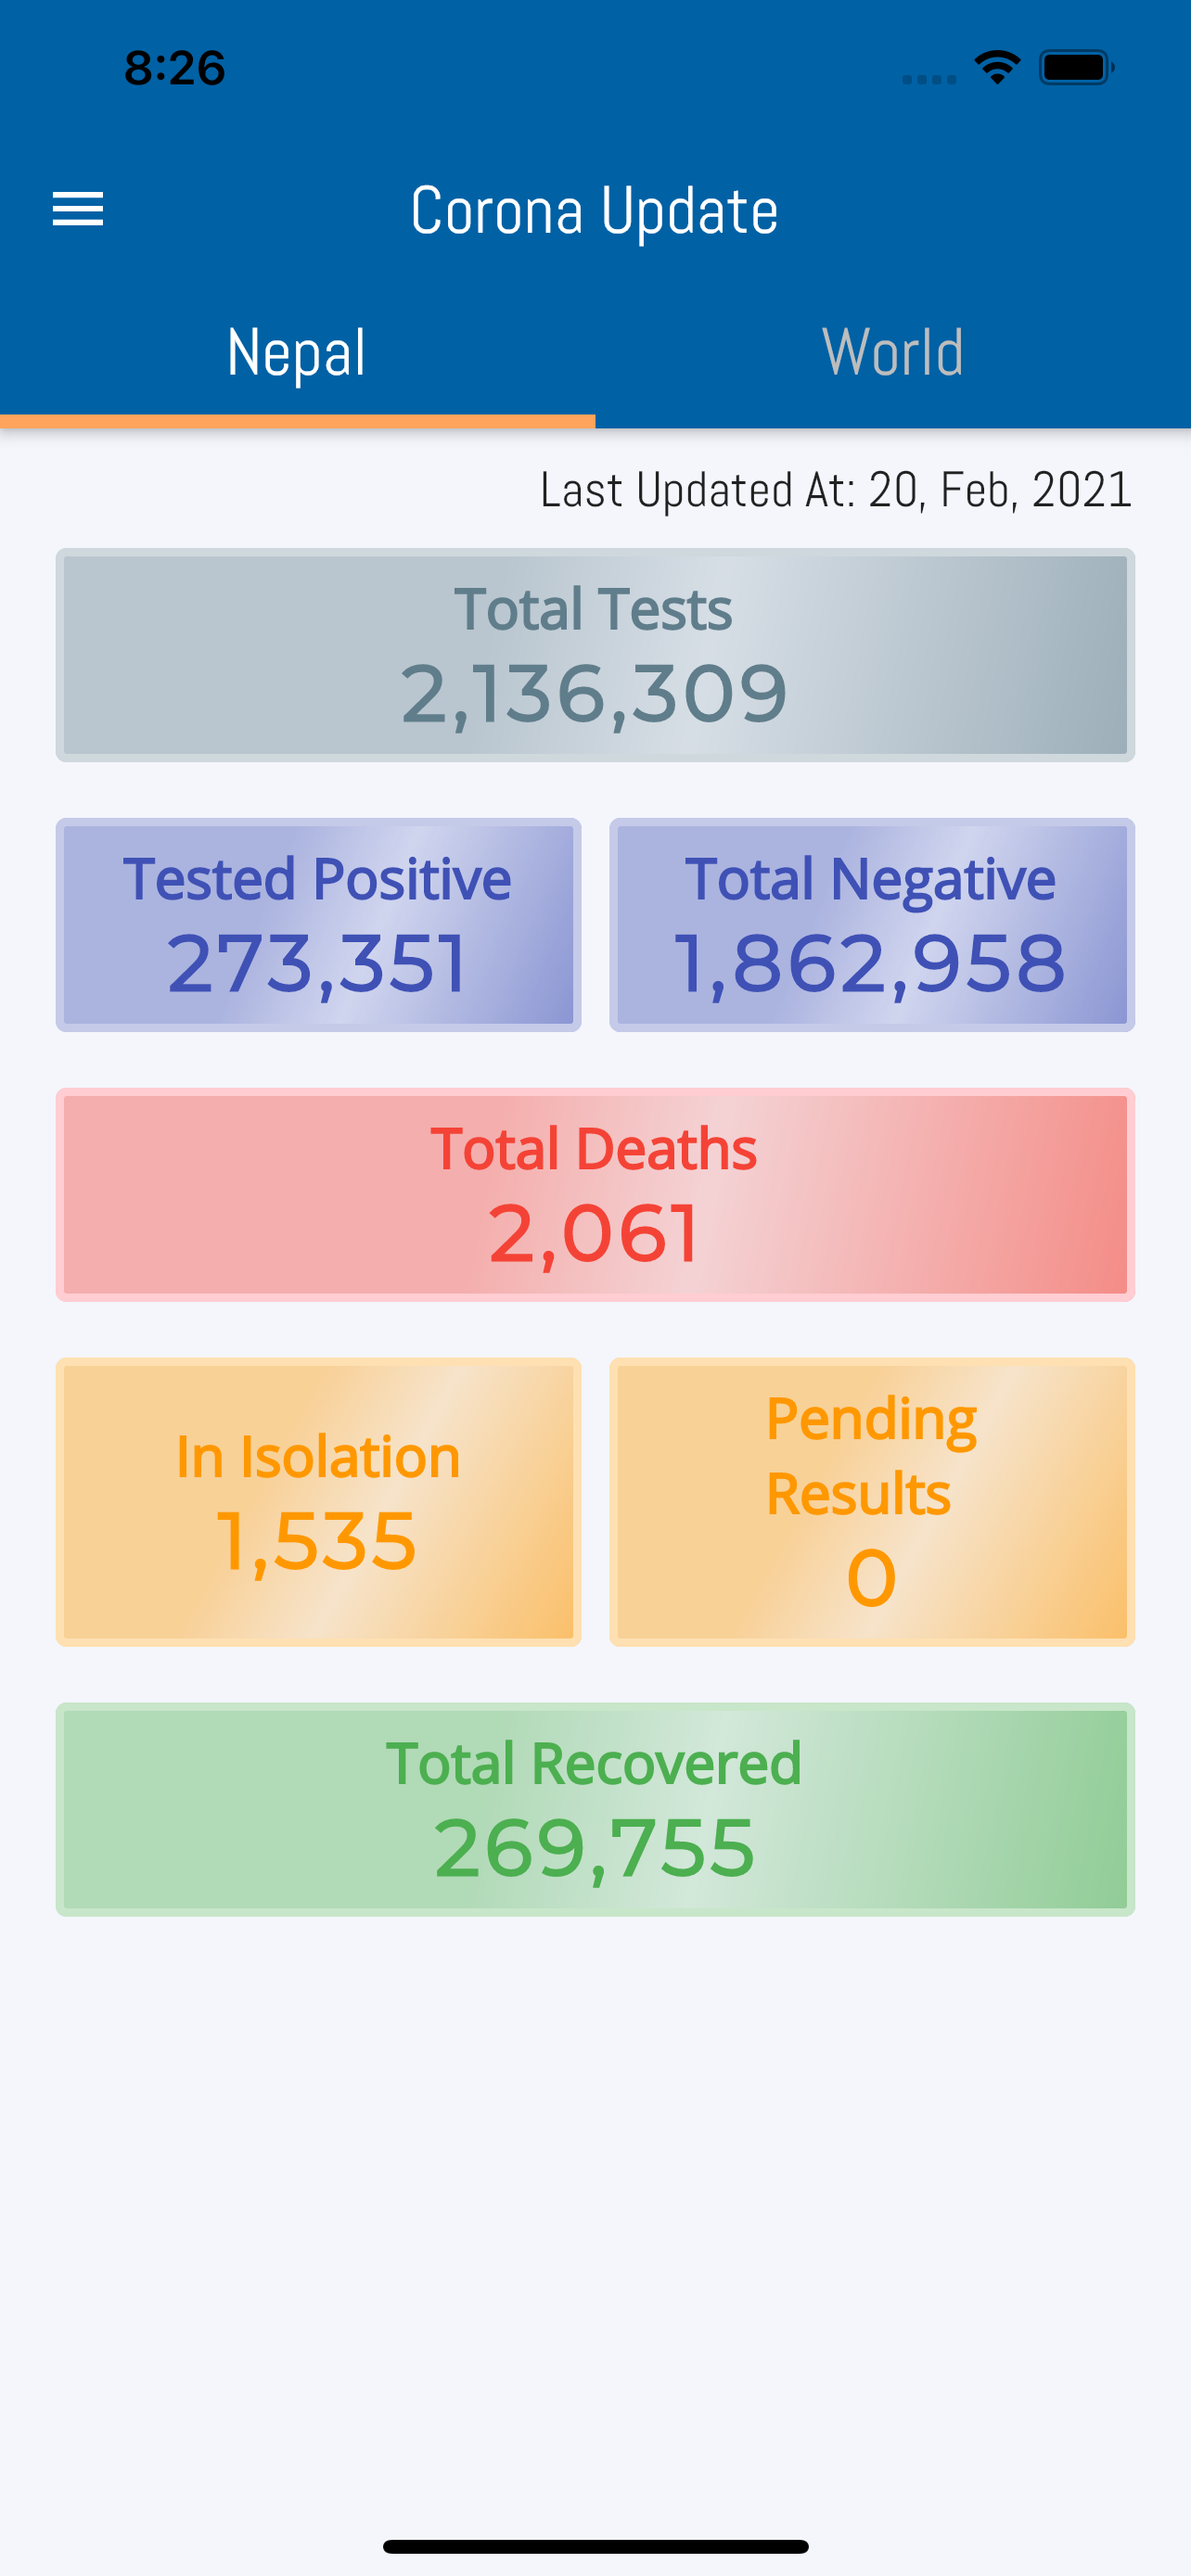 8:26
Corona Update
Nepal
World
Last Updated At: 20, Feb, 2021
Total Tests
2,136,309
Tested Positive
273,351
Total Negative
1,862,958
Total Deaths
2,061
In Isolation
1,535
Pending
Results
0
Total Recovered
269,755